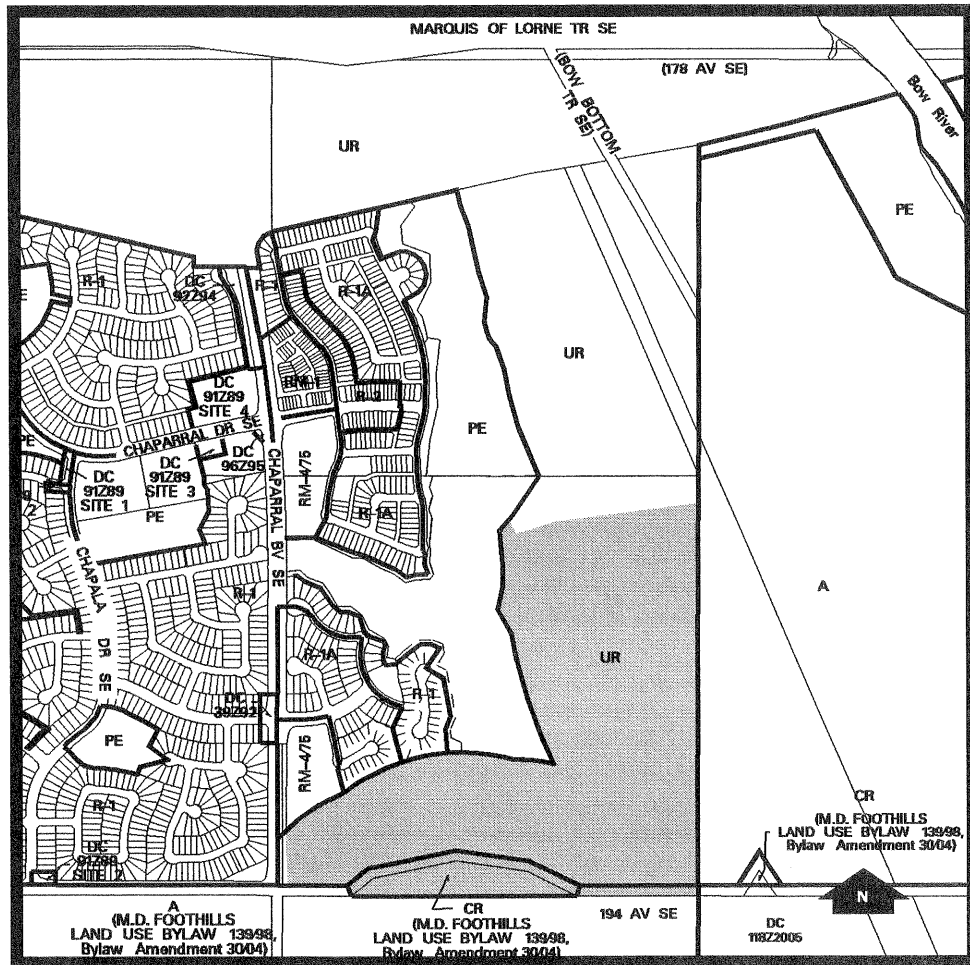 MARQUIS OF LORNE TR SE
(178 AV SE)
(BOW BOTTOM
TR SE)
Bow River
UR
PE
R-1
DC
92Z94
R-1
R-1A
E
UR
DC
91Z89
SITE 4
RM-1
R-2
PE
CHAPARRAL DR SE
PE
DC
96Z95
DC
91Z89
SITE 1
DC
91Z89
SITE 3
PE
CHAPARRAL BV SE
RM-4/75
R-1A
2
CHAPALA DR SE
R-1
A
UR
R-1A
R-1
DC
39Z92
PE
RM-4/75
R-1
DC
91Z89
SITE 2
CR
(M.D. FOOTHILLS
LAND USE BYLAW 139/98,
Bylaw Amendment 30/04)
N
A
(M.D. FOOTHILLS
LAND USE BYLAW 139/98,
Bylaw Amendment 30/04)
CR
(M.D. FOOTHILLS
LAND USE BYLAW 139/98,
Bylaw Amendment 30/04)
194 AV SE
DC
118Z2005